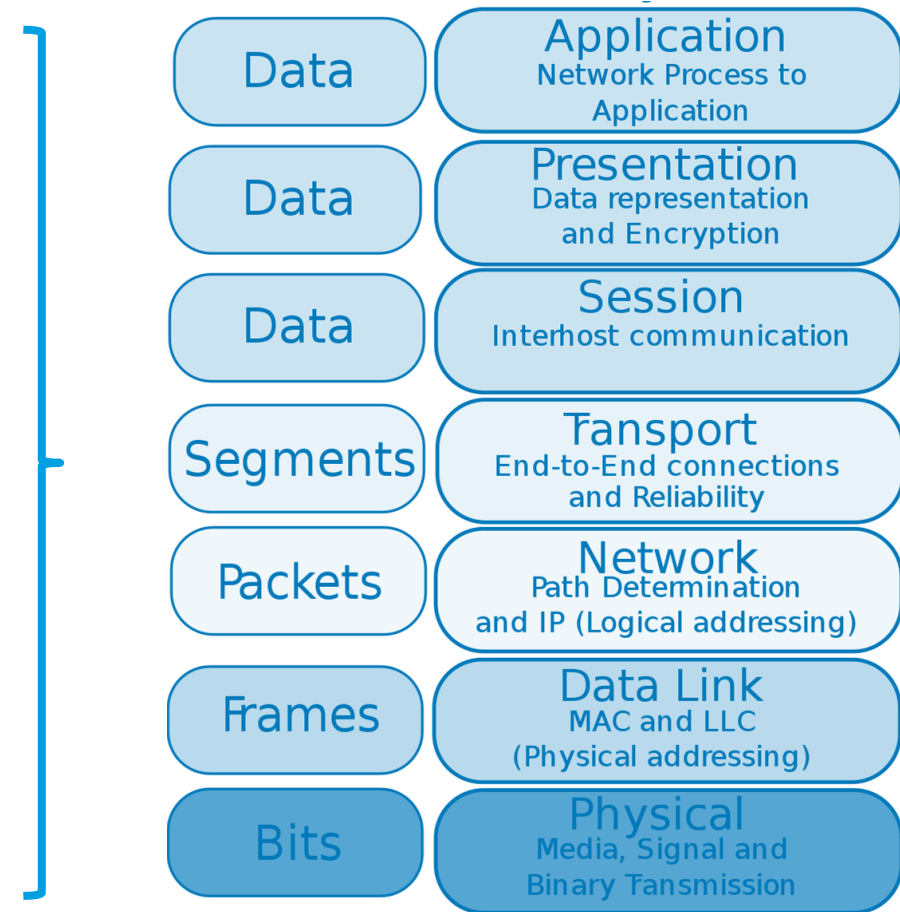 Data
Application
Network Process to
Application
Data
Presentation
Data representation
and Encryption
Data
Session
Interhost communication
Segments
Tansport
End-to-End connections
and Reliability
Packets
Network
Path Determination
and IP (Logical addressing)
Frames
Data Link
MAC and LLC
(Physical addressing)
Bits
Physical
Media, Signal and
Binary Tansmission